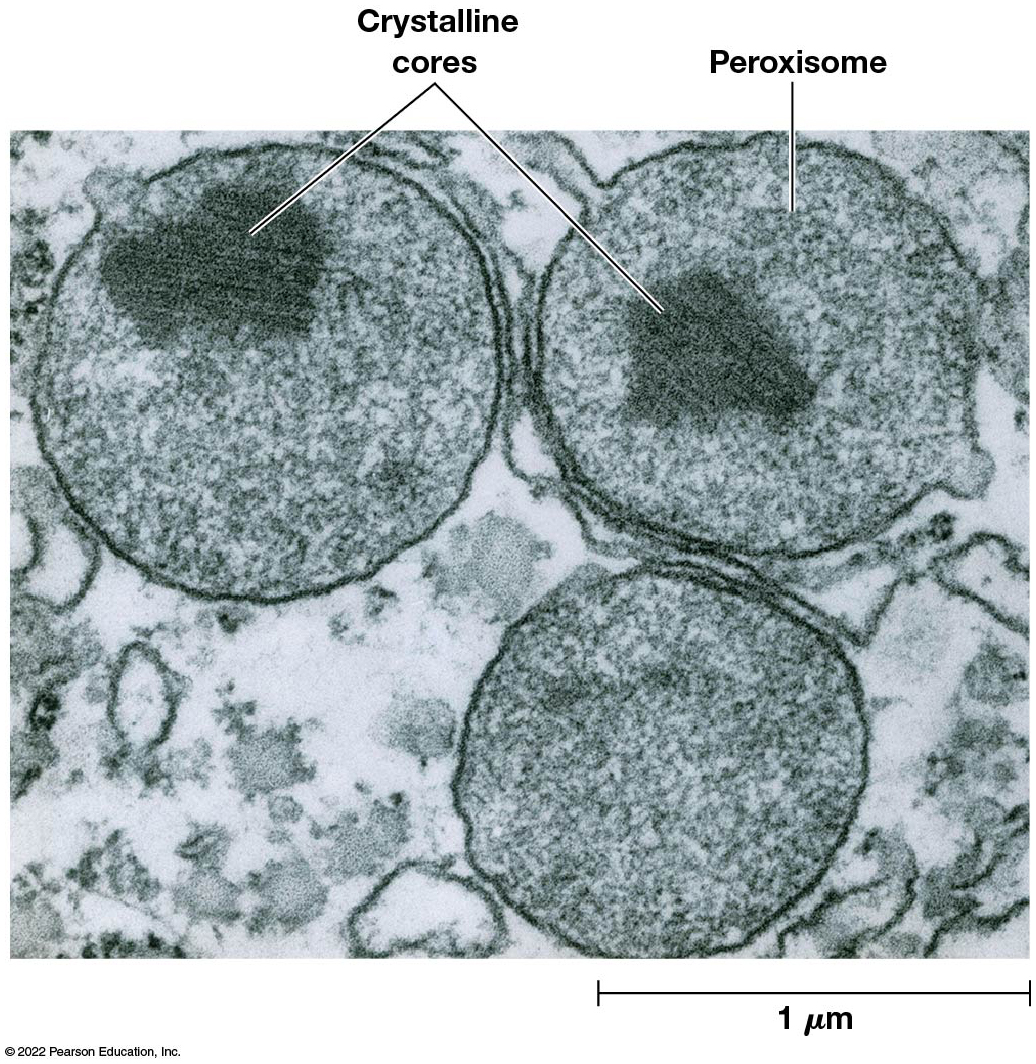 Crystalline
cores
Peroxisome
1 μm
© 2022 Pearson Education, Inc.